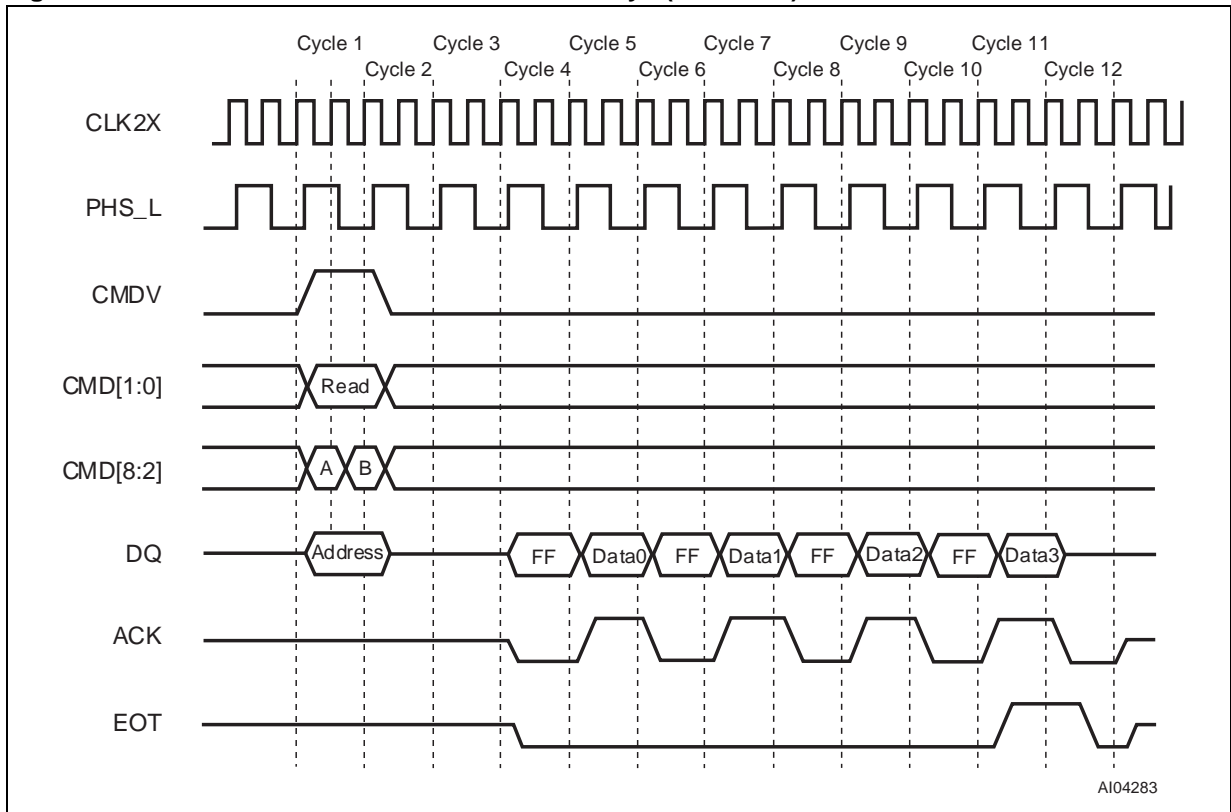 Cycle 1 Cycle 3 Cycle 5 Cycle 7 Cycle 9 Cycle 11
Cycle 2 Cycle 4 Cycle 6 Cycle 8 Cycle 10 Cycle 12
CLK2X
PHS_L
CMDV
CMD[1:0] Read
CMD[8:2] A B
DQ Address FF Data0 FF Data1 FF Data2 FF Data3
ACK
EOT
AI04283